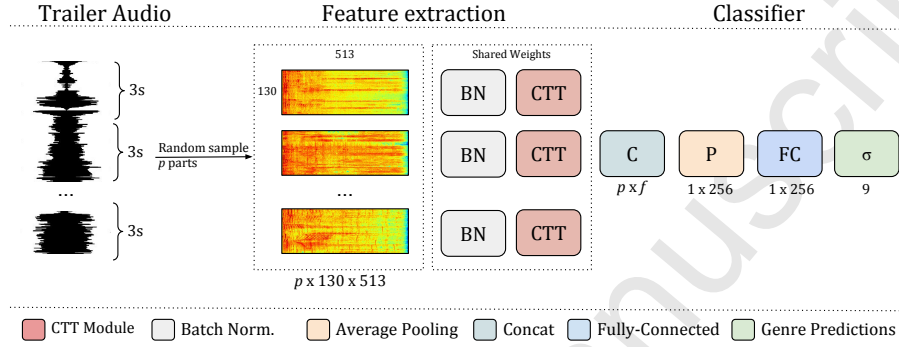 Trailer Audio
Feature extraction
Classifier
513
130
Shared Weights
3s
3s
...
3s
Random sample
p parts
...
BN CTT
BN CTT
BN CTT
C P FC σ
p x f 1 x 256 1 x 256 9
p x 130 x 513
CTT Module Batch Norm. Average Pooling Concat Fully-Connected Genre Predictions